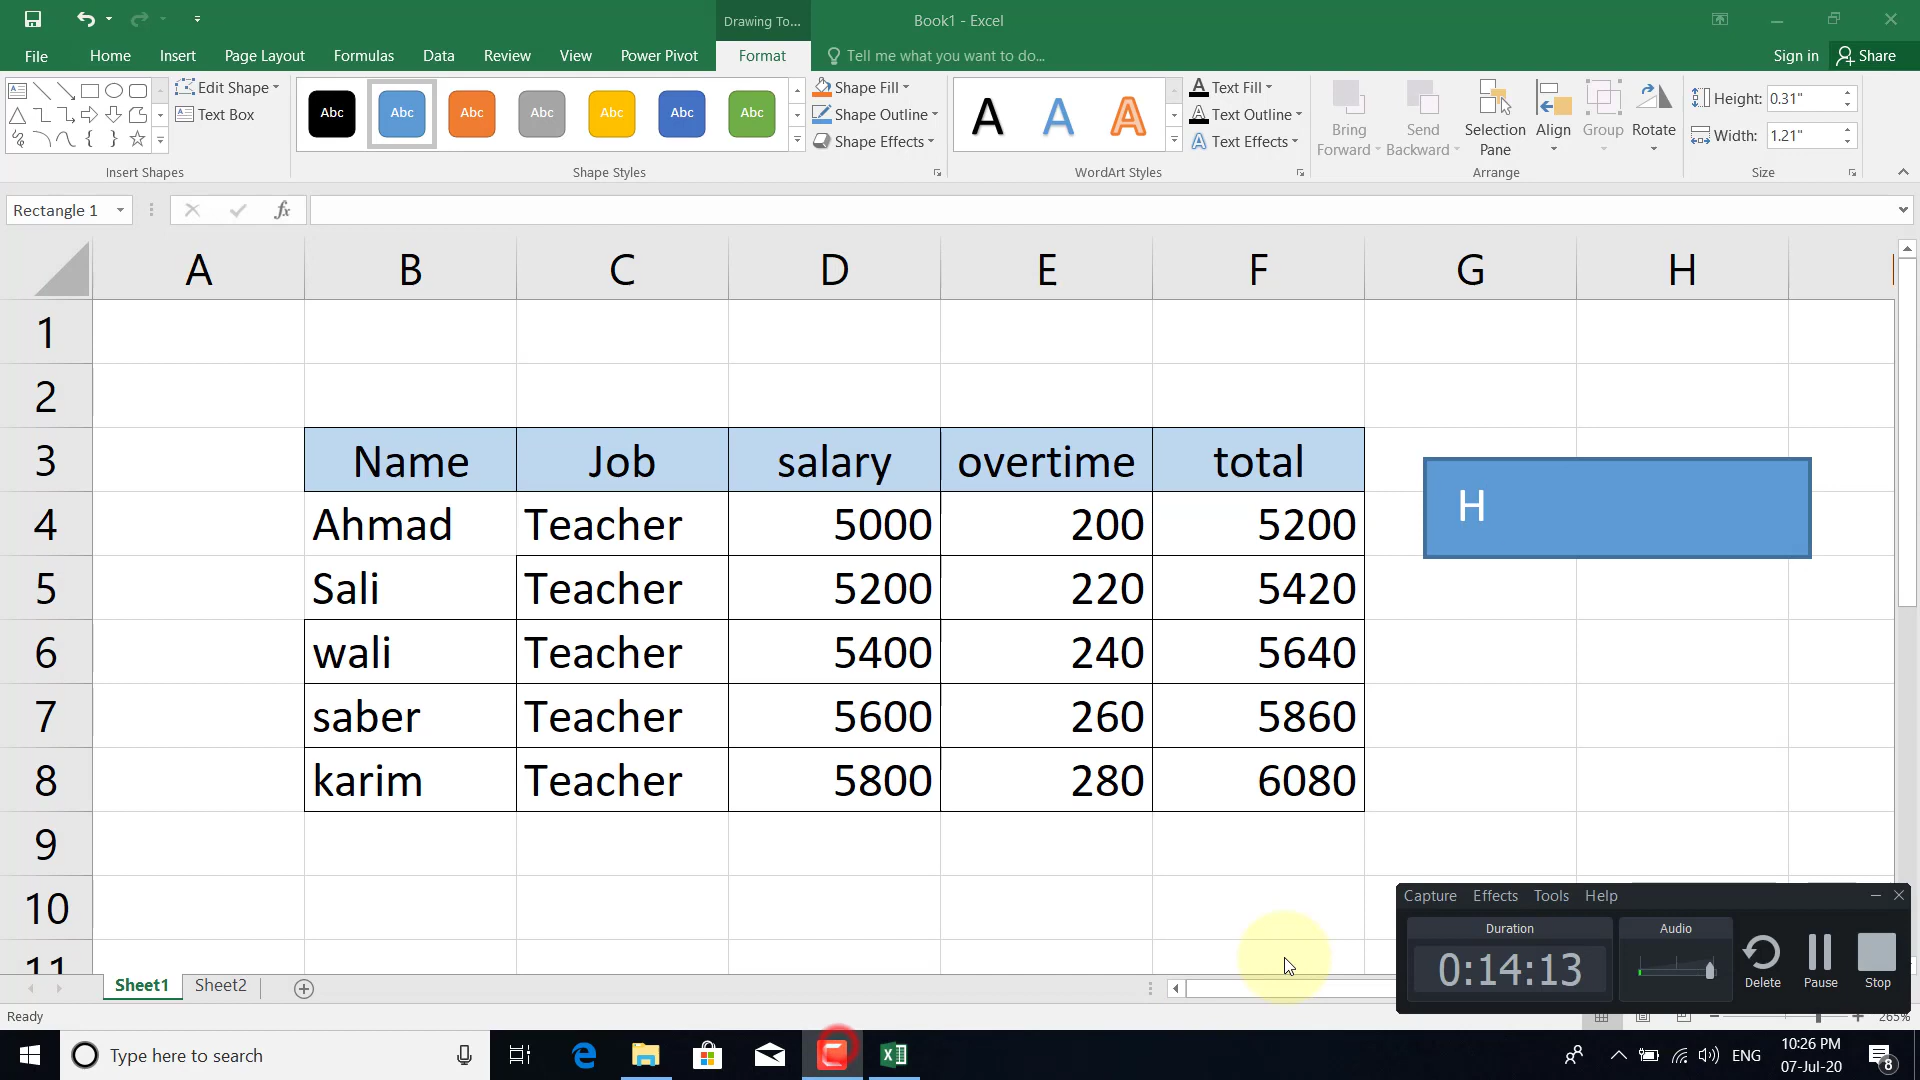 Drawing To...
Book1 - Excel
File Home Insert Page Layout Formulas Data Review View Power Pivot Format Tell me what you want to do... Sign in Share
Edit Shape
Text Box
Insert Shapes
Abc Abc Abc Abc Abc Abc Abc
Shape Fill
Shape Outline
Shape Effects
Shape Styles
A A A
Text Fill
Text Outline
Text Effects
WordArt Styles
Bring Forward
Send Backward
Selection Pane
Align
Group
Rotate
Arrange
Height: 0.31"
Width: 1.21"
Size
Rectangle 1
fx
A B C D E F G H
1
2
3 Name Job salary overtime total
4 Ahmad Teacher 5000 200 5200 H
5 Sali Teacher 5200 220 5420
6 wali Teacher 5400 240 5640
7 saber Teacher 5600 260 5860
8 karim Teacher 5800 280 6080
9
10
11
Capture Effects Tools Help
Duration
0:14:13
Audio
Delete Pause Stop
Sheet1 Sheet2
Ready
265%
Type here to search
ENG
10:26 PM
07-Jul-20
8